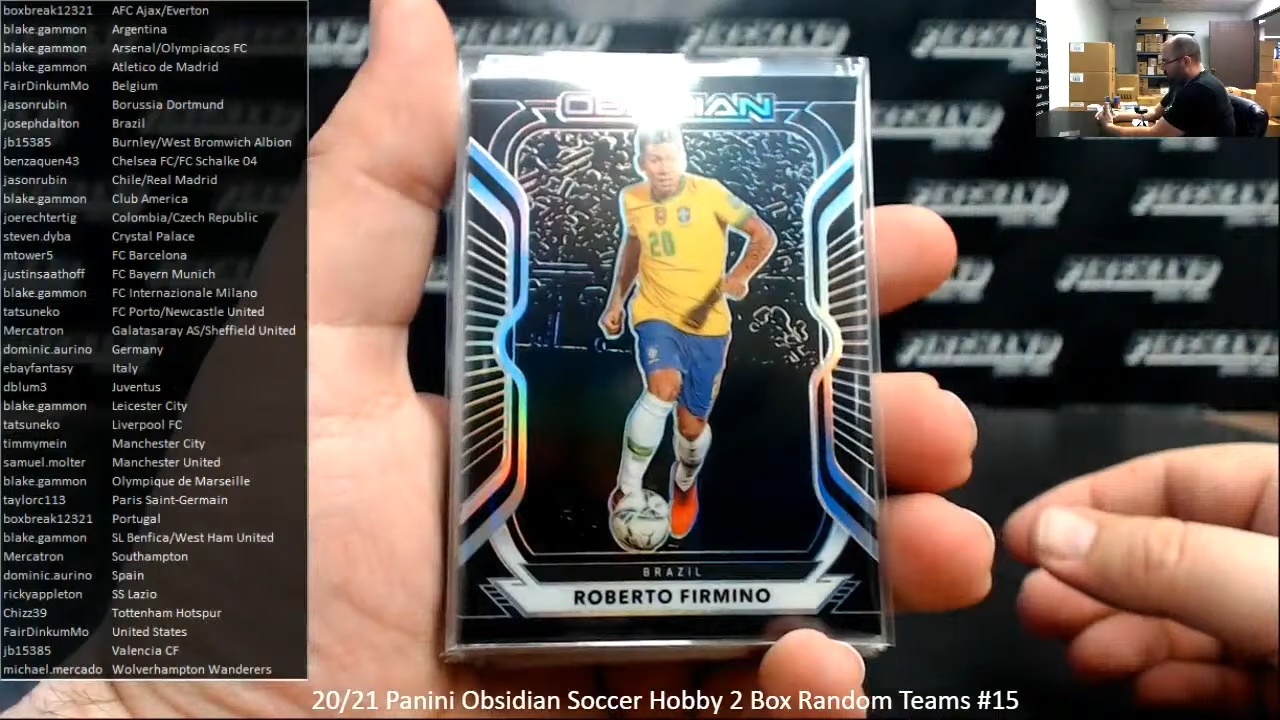 boxbreak12321 AFC Ajax/Everton
blake.gammon Argentina
blake.gammon Arsenal/Olympiacos FC
blake.gammon Atletico de Madrid
FairDinkumMo Belgium
jasonrubin Borussia Dortmund
josephdalton Brazil
jb15385 Burnley/West Bromwich Albion
benzaquen43 Chelsea FC/FC Schalke 04
jasonrubin Chile/Real Madrid
blake.gammon Club America
joerechtertig Colombia/Czech Republic
steven.dyba Crystal Palace
mtower5 FC Barcelona
justinsaathoff FC Bayern Munich
blake.gammon FC Internazionale Milano
tatsuneko FC Porto/Newcastle United
Mercatron Galatasaray AS/Sheffield United
dominic.aurino Germany
ebayfantasy Italy
dblum3 Juventus
blake.gammon Leicester City
tatsuneko Liverpool FC
timmymein Manchester City
samuel.molter Manchester United
blake.gammon Olympique de Marseille
taylorc113 Paris Saint-Germain
boxbreak12321 Portugal
blake.gammon SL Benfica/West Ham United
Mercatron Southampton
dominic.aurino Spain
rickyappleton SS Lazio
Chizz39 Tottenham Hotspur
FairDinkumMo United States
jb15385 Valencia CF
michael.mercado Wolverhampton Wanderers
OBSIDIAN
20
BRAZIL
ROBERTO FIRMINO
20/21 Panini Obsidian Soccer Hobby 2 Box Random Teams #15